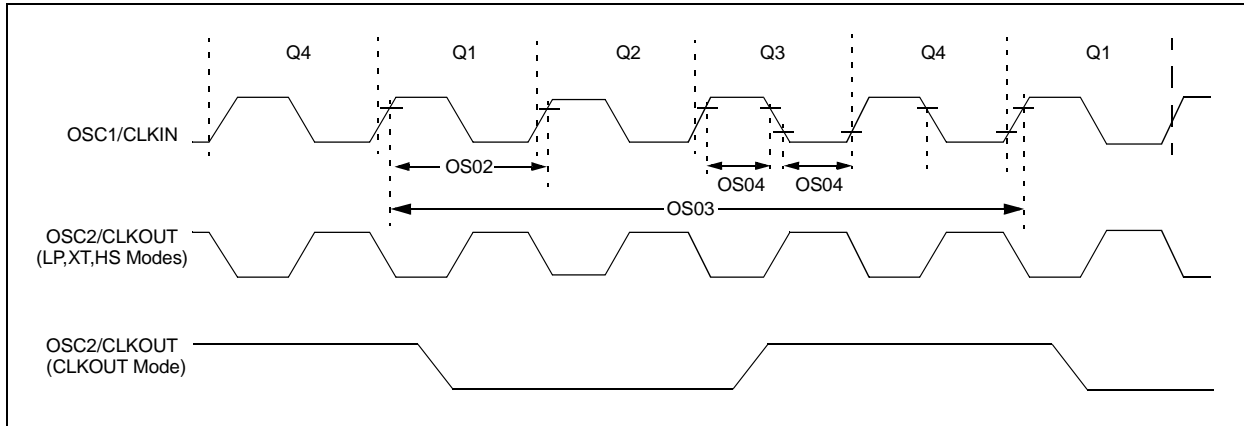 Q4 Q1 Q2 Q3 Q4 Q1
OSC1/CLKIN
OS02
OS04 OS04
OS03
OSC2/CLKOUT
(LP,XT,HS Modes)
OSC2/CLKOUT
(CLKOUT Mode)